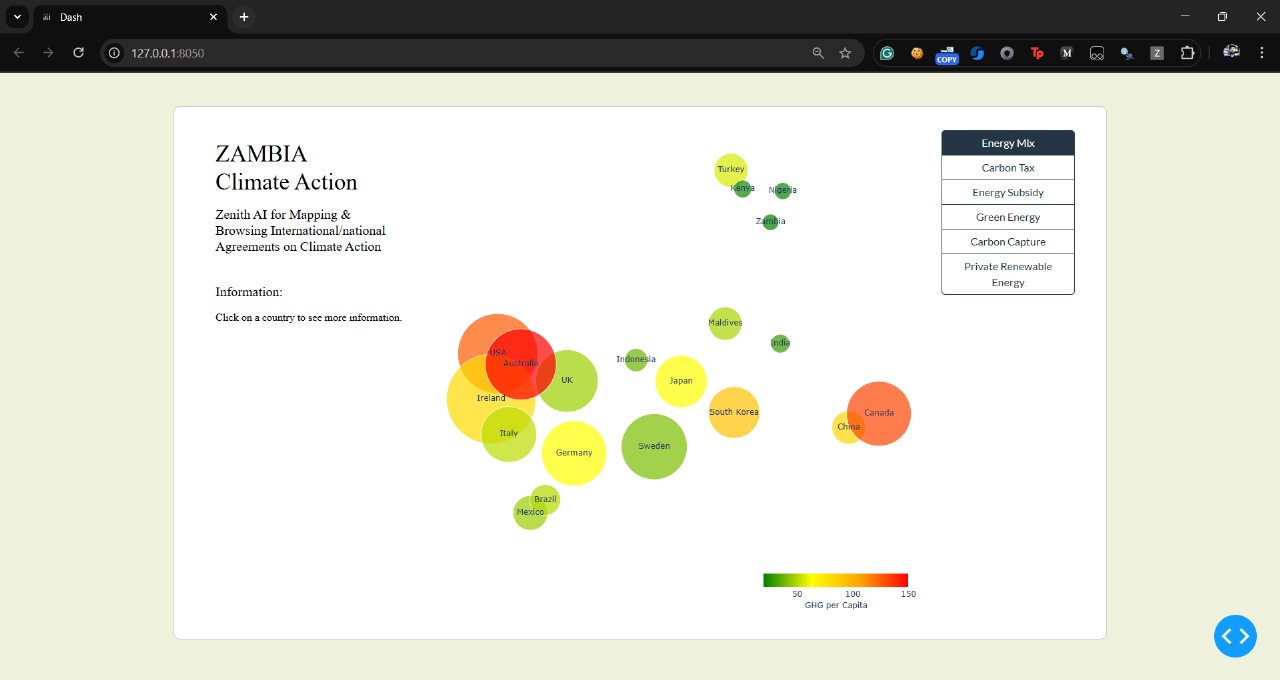 Dash
127.0.0.1:8050
COPY
Tp
M
Z
ZAMBIA
Climate Action
Zenith AI for Mapping &
Browsing International/national
Agreements on Climate Action
Information:
Click on a country to see more information.
Energy Mix
Carbon Tax
Energy Subsidy
Green Energy
Carbon Capture
Private Renewable
Energy
Turkey
Kenya
Nigeria
Zambia
Maldives
India
USA
Australia
UK
Indonesia
Japan
Ireland
South Korea
Canada
China
Italy
Germany
Sweden
Brazil
Mexico
50 100 150
GHG per Capita